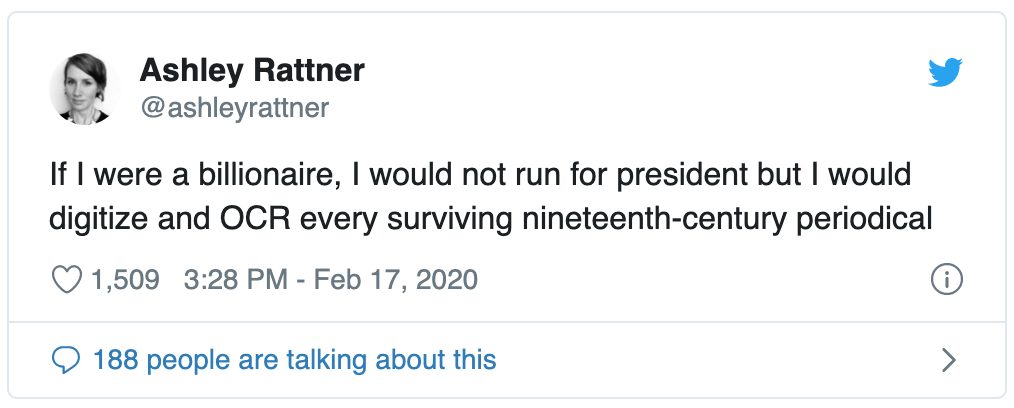 Ashley Rattner
@ashleyrattner
If I were a billionaire, I would not run for president but I would
digitize and OCR every surviving nineteenth-century periodical
1,509 3:28 PM - Feb 17, 2020
188 people are talking about this